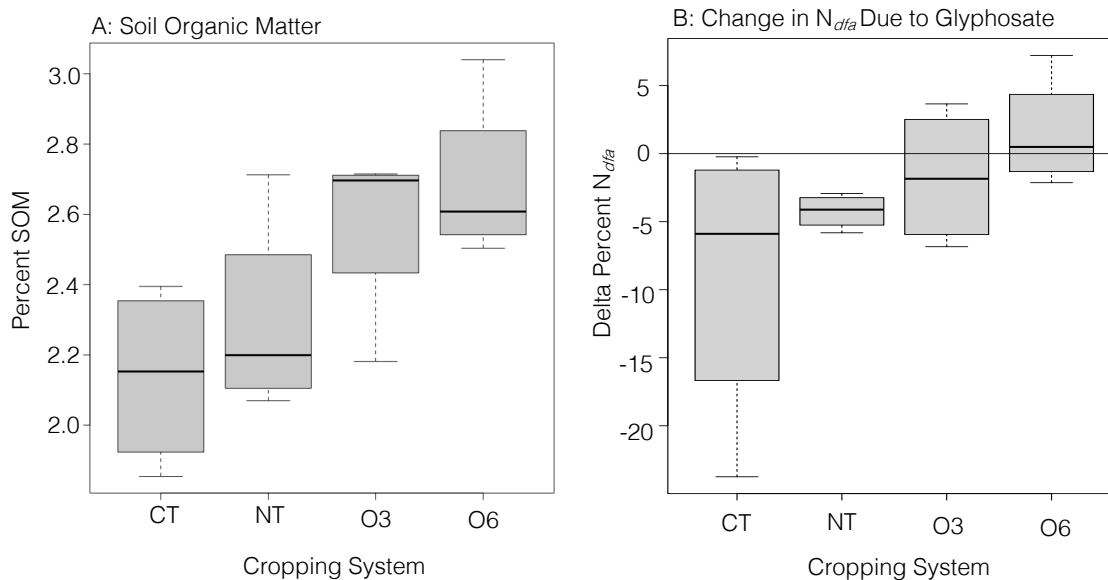 A: Soil Organic Matter
Percent SOM
3.0
2.8
2.6
2.4
2.2
2.0
CT NT O3 O6
Cropping System
B: Change in Ndfa Due to Glyphosate
Delta Percent Ndfa
5
0
-5
-10
-15
-20
CT NT O3 O6
Cropping System